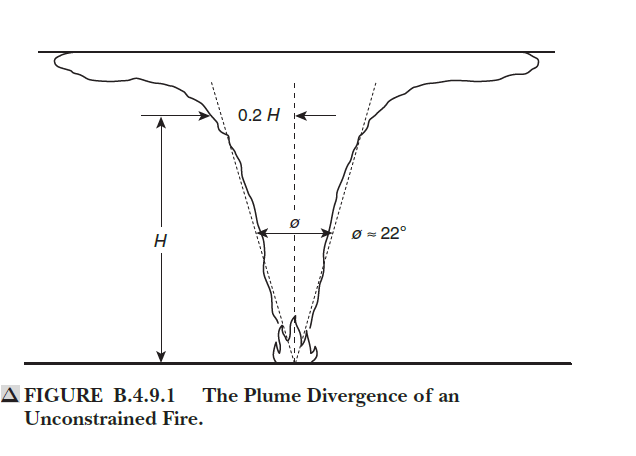 0.2 H
ø
H
ø ≈ 22°
Δ FIGURE B.4.9.1 The Plume Divergence of an
Unconstrained Fire.